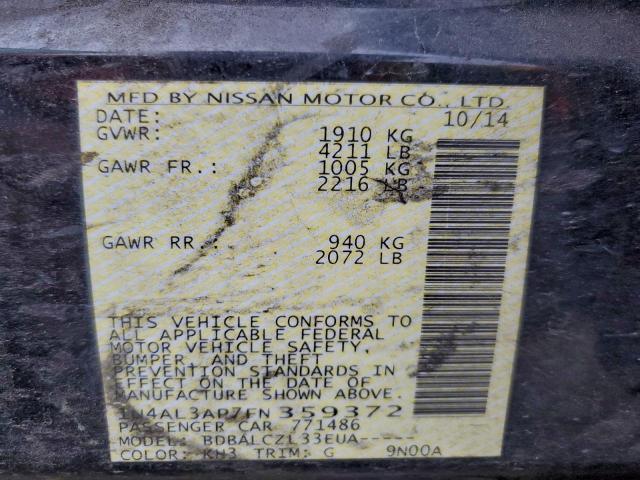 MFD BY NISSAN MOTOR CO., LTD.
DATE: 10/14
GVWR: 1910 KG
4211 LB
GAWR FR.: 1005 KG
2216 LB
GAWR RR.: 940 KG
2072 LB
THIS VEHICLE CONFORMS TO
ALL APPLICABLE FEDERAL
MOTOR VEHICLE SAFETY,
BUMPER, AND THEFT
PREVENTION STANDARDS IN
EFFECT ON THE DATE OF
MANUFACTURE SHOWN ABOVE.
1N4AL3AP7FN 359372
PASSENGER CAR 771486
MODEL: BDBALCZL33EUA-----
COLOR: KH3 TRIM: G 9N00A